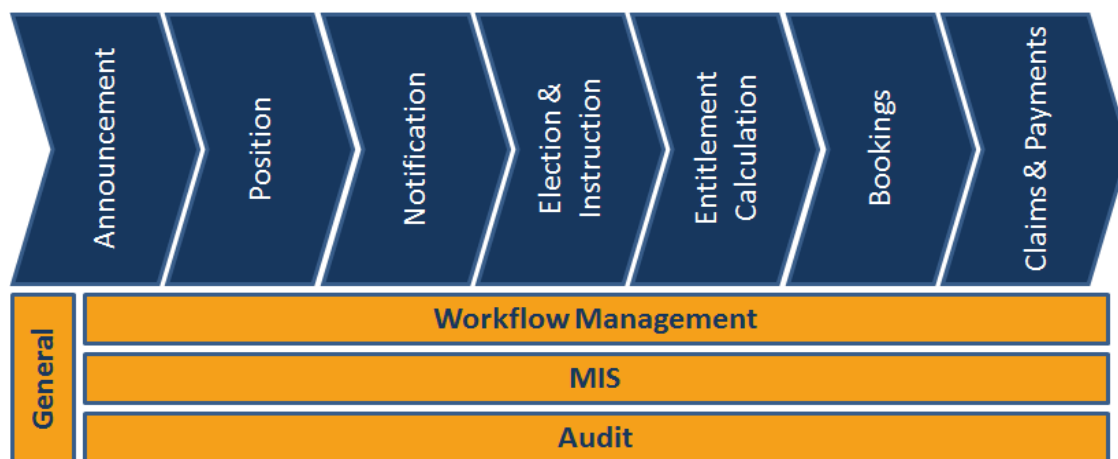 Announcement
Position
Notification
Election &
Instruction
Entitlement
Calculation
Bookings
Claims & Payments
General
Workflow Management
MIS
Audit